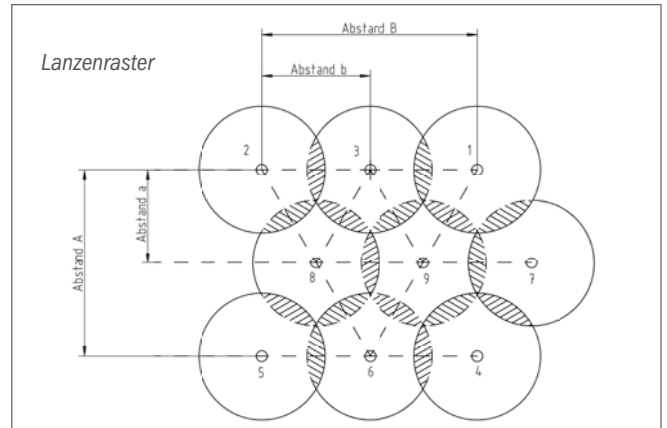 Abstand B
Lanzenraster
Abstand b
2 3 1
Abstand a
Abstand A
8 9 7
5 6 4